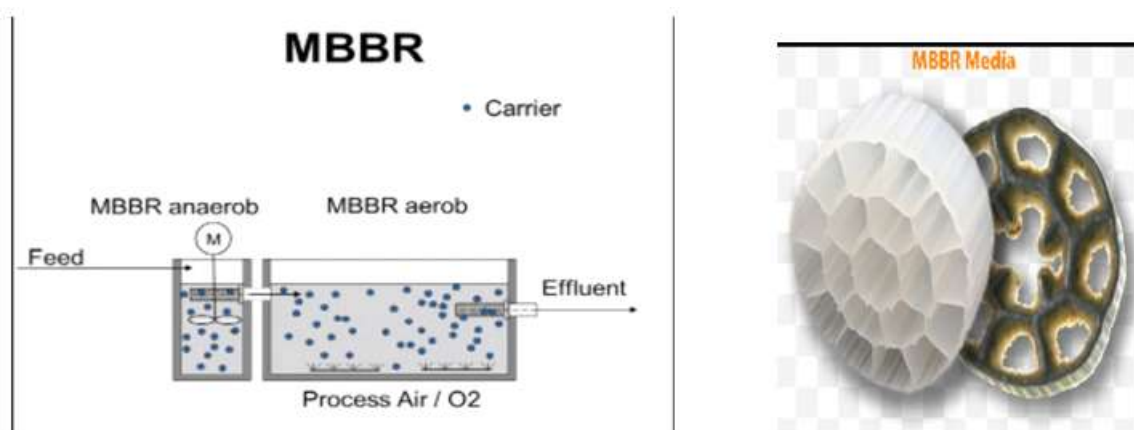 MBBR
Carrier
MBBR anaerob
MBBR aerob
M
Feed
Effluent
Process Air / O2
MBBR Media